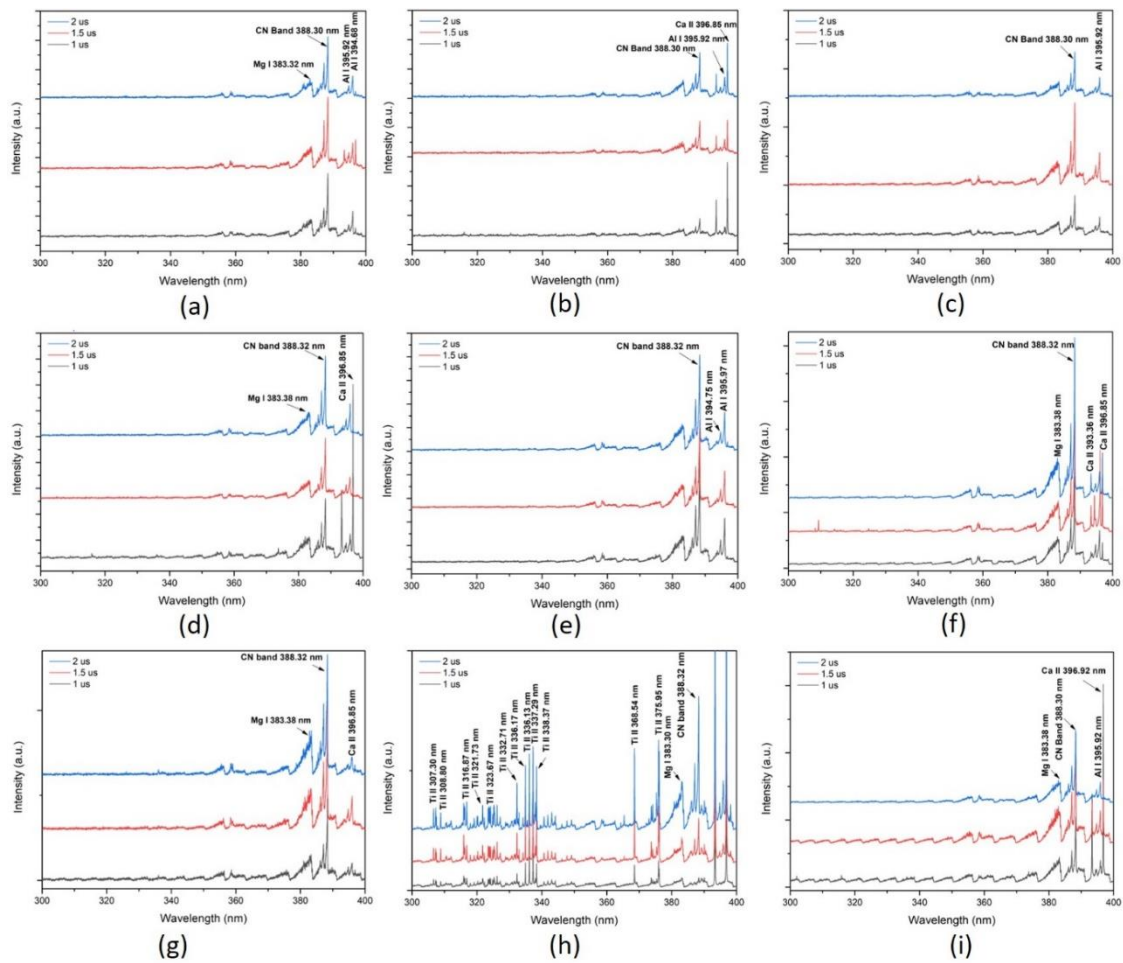 2 us
1.5 us
1 us
CN Band 388.30 nm
Mg I 383.32 nm
Al I 395.92 nm
Al I 394.68 nm
Intensity (a.u.)
300 320 340 360 380 400
Wavelength (nm)
(a)
2 us
1.5 us
1 us
Ca II 396.85 nm
Al I 395.92 nm
CN Band 388.30 nm
Intensity (a.u.)
300 320 340 360 380 400
Wavelength (nm)
(b)
2 us
1.5 us
1 us
CN Band 388.30 nm
Al I 395.92 nm
Intensity (a.u.)
300 320 340 360 380 400
Wavelength (nm)
(c)
2 us
1.5 us
1 us
CN band 388.32 nm
Mg I 383.38 nm
Ca II 396.85 nm
Intensity (a.u.)
300 320 340 360 380 400
Wavelength (nm)
(d)
2 us
1.5 us
1 us
CN band 388.32 nm
Al I 394.75 nm
Al I 395.97 nm
Intensity (a.u.)
300 320 340 360 380 400
Wavelength (nm)
(e)
2 us
1.5 us
1 us
CN band 388.32 nm
Mg I 383.38 nm
Ca II 393.36 nm
Ca II 396.85 nm
Intensity (a.u.)
300 320 340 360 380 400
Wavelength (nm)
(f)
2 us
1.5 us
1 us
CN band 388.32 nm
Mg I 383.38 nm
Ca II 396.85 nm
Intensity (a.u.)
300 320 340 360 380 400
Wavelength (nm)
(g)
2 us
1.5 us
1 us
Ti II 307.30 nm
Ti II 308.80 nm
Ti II 316.87 nm
Ti II 321.73 nm
Ti II 323.67 nm
Ti II 332.71 nm
Ti II 336.17 nm
Ti II 336.13 nm
Ti II 337.29 nm
Ti II 338.37 nm
Ti II 368.54 nm
Ti II 375.95 nm
Mg I 383.30 nm
CN band 388.32 nm
Intensity (a.u.)
300 320 340 360 380 400
Wavelength (nm)
(h)
2 us
1.5 us
1 us
Ca II 396.92 nm
Mg I 383.38 nm
CN Band 388.30 nm
Al I 395.92 nm
Intensity (a.u.)
300 320 340 360 380 400
Wavelength (nm)
(i)